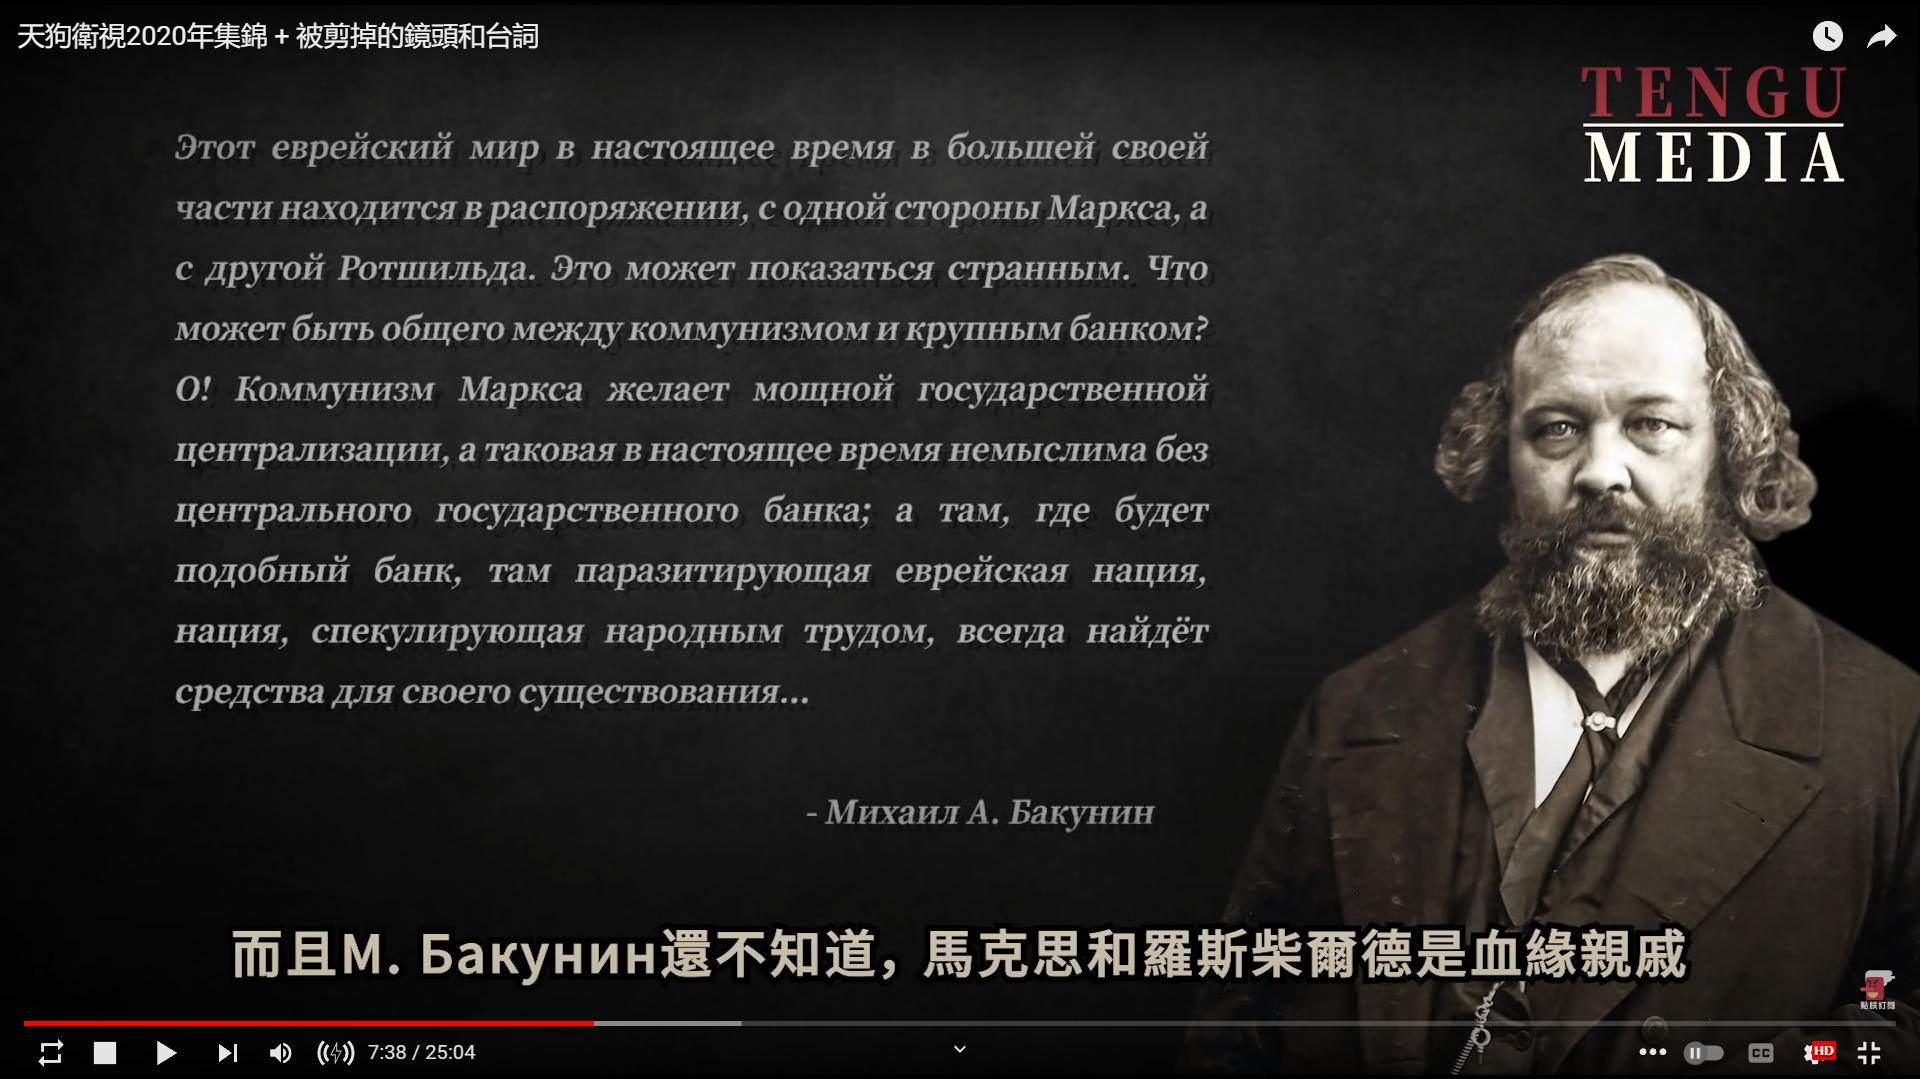 天狗衛視2020年集錦 + 被剪掉的鏡頭和台詞
TENGU
MEDIA
Этот еврейский мир в настоящее время в большей своей
части находится в распоряжении, с одной стороны Маркса, а
с другой Ротшильда. Это может показаться странным. Что
может быть общего между коммунизмом и крупным банком?
О! Коммунизм Маркса желает мощной государственной
централизации, а таковая в настоящее время немыслима без
центрального государственного банка; а там, где будет
подобный банк, там паразитирующая еврейская нация,
нация, спекулирующая народным трудом, всегда найдёт
средства для своего существования...
- Михаил А. Бакунин
而且М. Бакунин還不知道, 馬克思和羅斯柴爾德是血緣親戚
點我訂閱
7:38 / 25:04
CC
HD